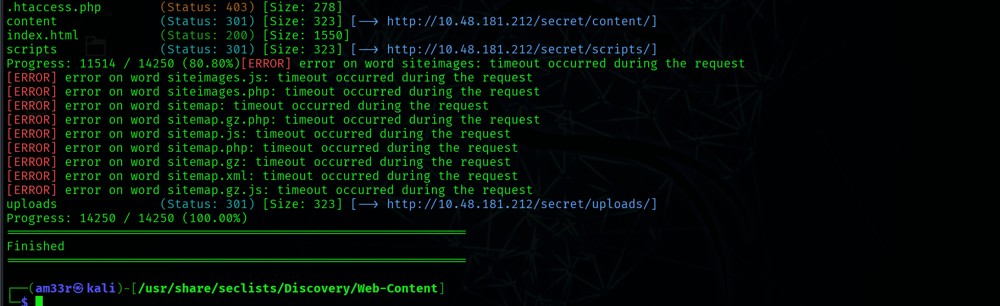 .htaccess.php        (Status: 403) [Size: 278]
content              (Status: 301) [Size: 323] [--> http://10.48.181.212/secret/content/]
index.html           (Status: 200) [Size: 1550]
scripts              (Status: 301) [Size: 323] [--> http://10.48.181.212/secret/scripts/]
Progress: 11514 / 14250 (80.80%)[ERROR] error on word siteimages: timeout occurred during the request
[ERROR] error on word siteimages.js: timeout occurred during the request
[ERROR] error on word siteimages.php: timeout occurred during the request
[ERROR] error on word sitemap: timeout occurred during the request
[ERROR] error on word sitemap.gz.php: timeout occurred during the request
[ERROR] error on word sitemap.js: timeout occurred during the request
[ERROR] error on word sitemap.php: timeout occurred during the request
[ERROR] error on word sitemap.gz: timeout occurred during the request
[ERROR] error on word sitemap.xml: timeout occurred during the request
[ERROR] error on word sitemap.gz.js: timeout occurred during the request
uploads              (Status: 301) [Size: 323] [--> http://10.48.181.212/secret/uploads/]
Progress: 14250 / 14250 (100.00%)
===============================================================
Finished
===============================================================
┌──(am33r㉿kali)-[/usr/share/seclists/Discovery/Web-Content]
└─$